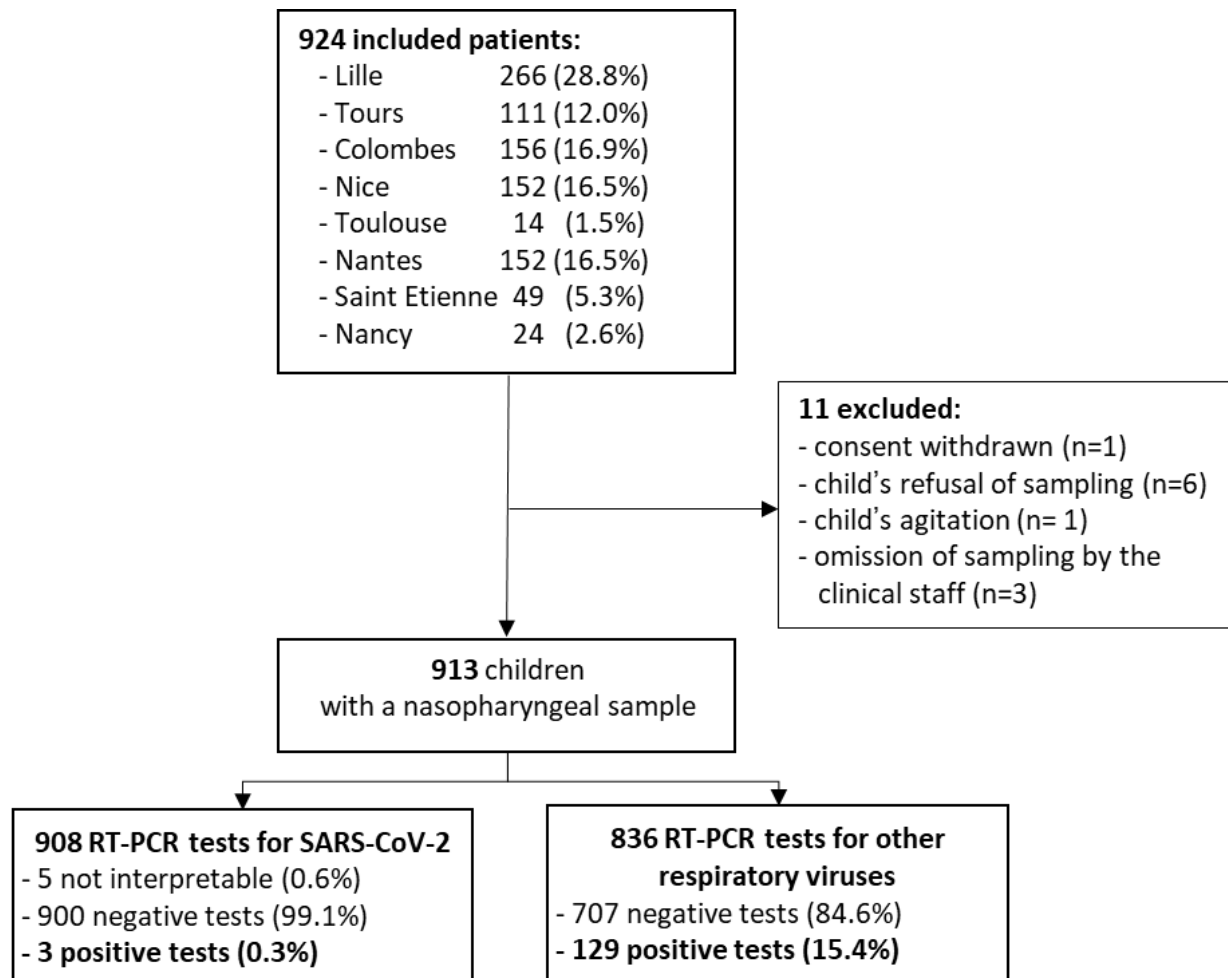 924 included patients:
- Lille 266 (28.8%)
- Tours 111 (12.0%)
- Colombes 156 (16.9%)
- Nice 152 (16.5%)
- Toulouse 14 (1.5%)
- Nantes 152 (16.5%)
- Saint Etienne 49 (5.3%)
- Nancy 24 (2.6%)
11 excluded:
- consent withdrawn (n=1)
- child’s refusal of sampling (n=6)
- child’s agitation (n= 1)
- omission of sampling by the
clinical staff (n=3)
913 children
with a nasopharyngeal sample
908 RT-PCR tests for SARS-CoV-2
- 5 not interpretable (0.6%)
- 900 negative tests (99.1%)
- 3 positive tests (0.3%)
836 RT-PCR tests for other
respiratory viruses
- 707 negative tests (84.6%)
- 129 positive tests (15.4%)